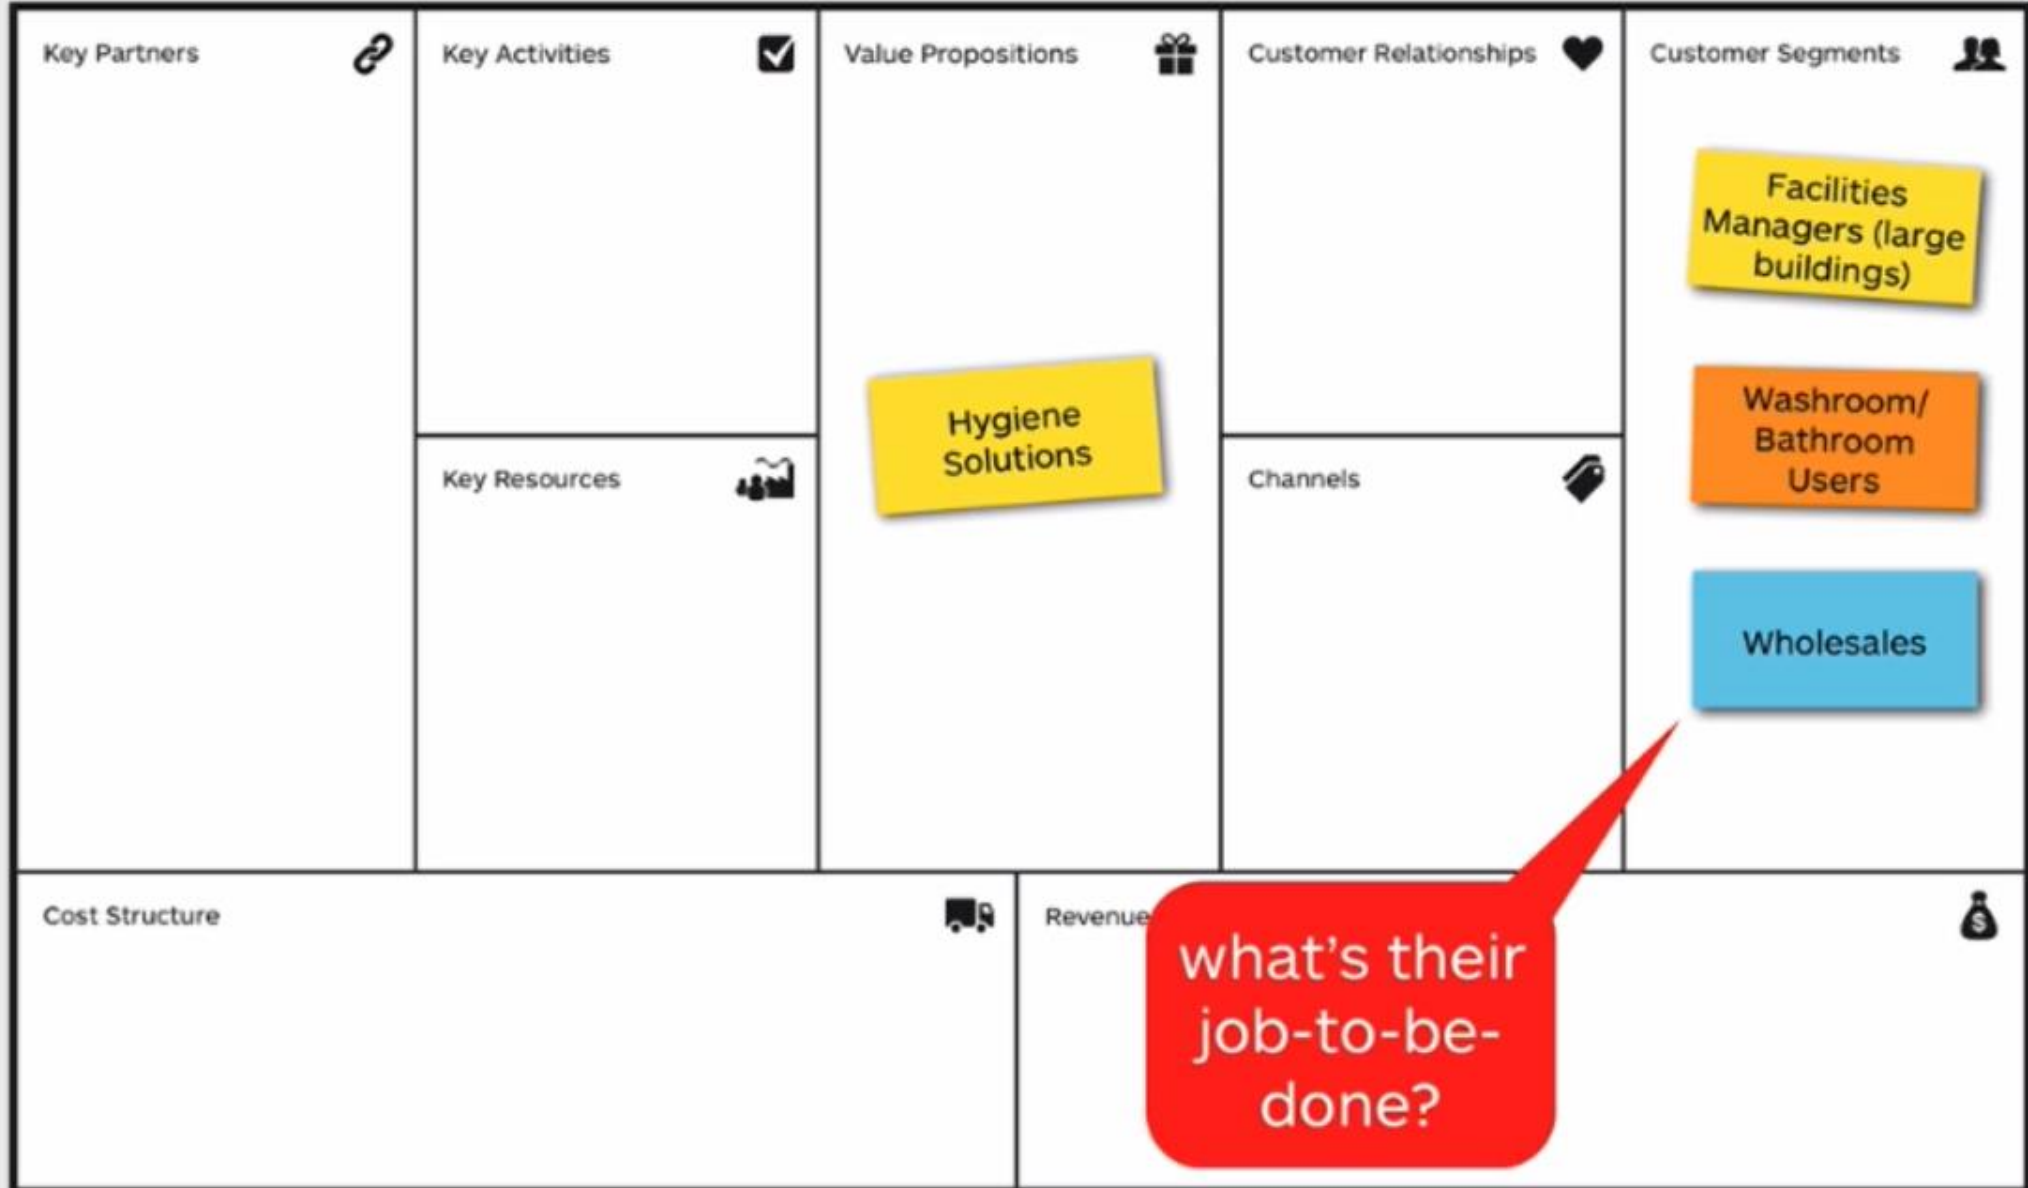 Key Partners
Key Activities
Value Propositions
Customer Relationships
Customer Segments
Facilities
Managers (large
buildings)
Hygiene
Solutions
Washroom/
Bathroom
Users
Key Resources
Channels
Wholesales
Cost Structure
Revenue
what's their
job-to-be-
done?
$